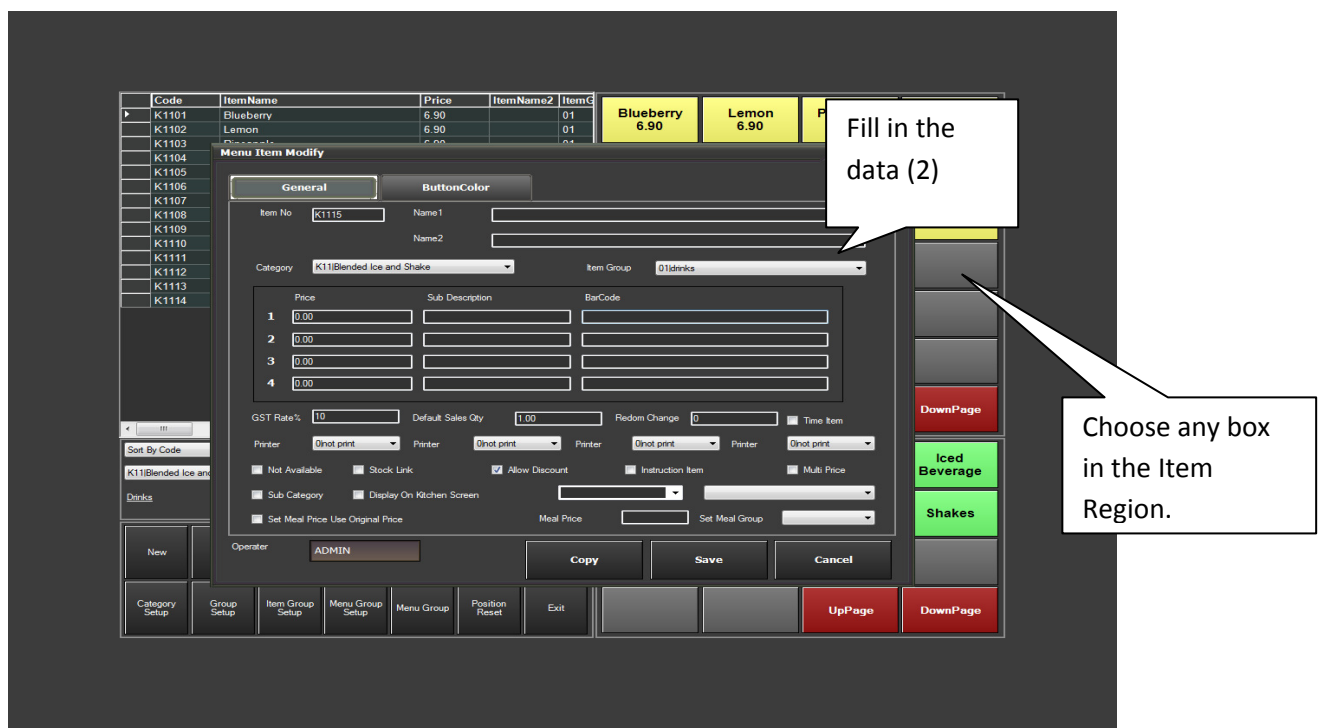 Code ItemName Price ItemName2 ItemG
K1101 Blueberry 6.90 01
K1102 Lemon 6.90 01
K1103
K1104
K1105
K1106
K1107
K1108
K1109
K1110
K1111
K1112
K1113
K1114
Blueberry
6.90
Lemon
6.90
P
Fill in the
data (2)
Menu Item Modify
General ButtonColor
Item No K1115 Name1
Name2
Category K11|Blended Ice and Shake Item Group 01|drinks
Price Sub Description BarCode
1 0.00
2 0.00
3 0.00
4 0.00
GST Rate% 10 Default Sales Qty 1.00 Redom Change 0 Time Item
Printer 0|not print Printer 0|not print Printer 0|not print Printer 0|not print
Not Available Stock Link Allow Discount Instruction Item Multi Price
Sub Category Display On Kitchen Screen
Set Meal Price Use Original Price Meal Price Set Meal Group
Operater ADMIN Copy Save Cancel
DownPage
Choose any box
in the Item
Region.
Sort By Code
K11|Blended Ice and
Drinks
Iced
Beverage
Shakes
New
Category
Setup
Group
Setup
Item Group
Setup
Menu Group
Setup
Menu Group
Position
Reset
Exit
UpPage
DownPage